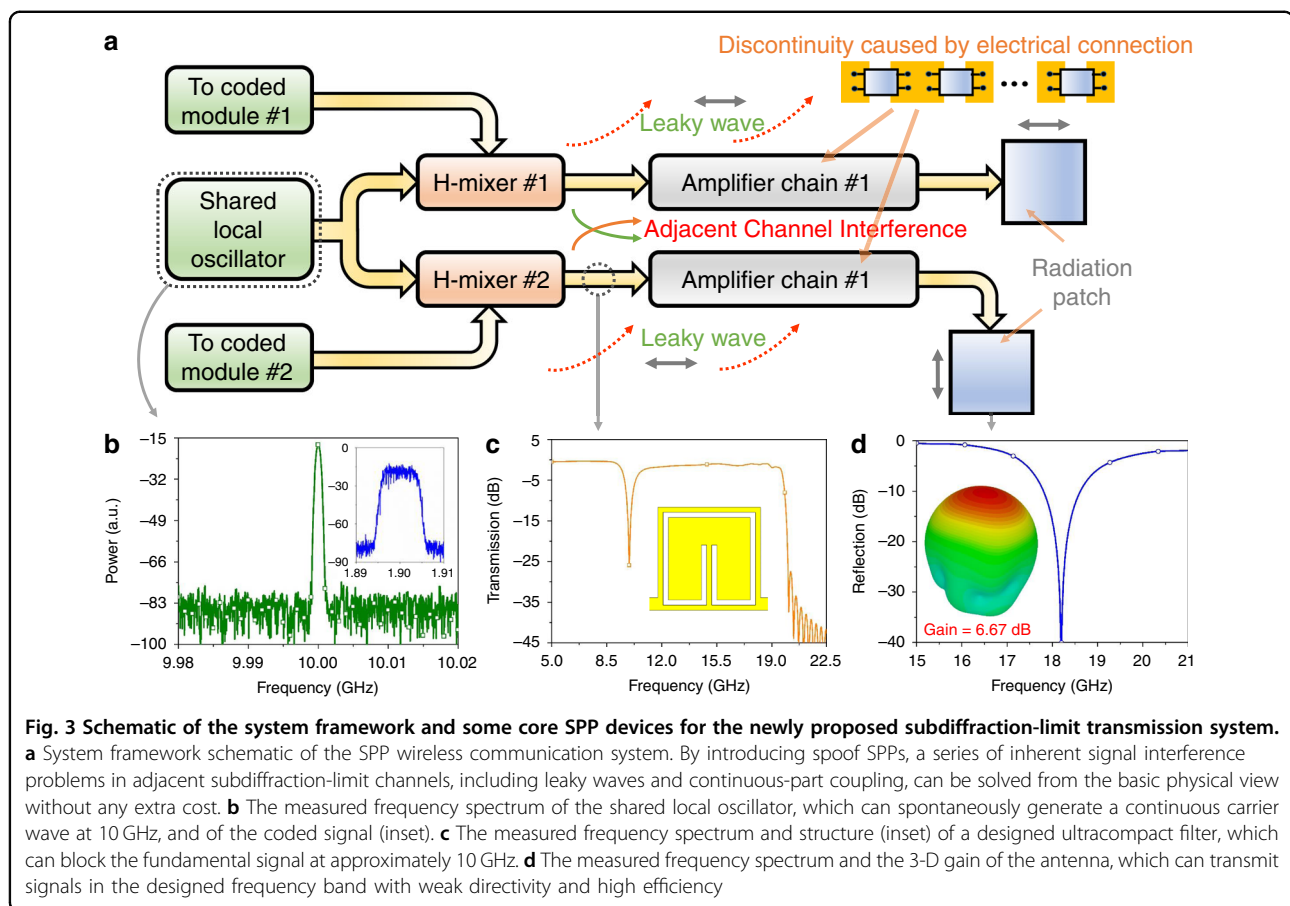 a
Discontinuity caused by electrical connection
To coded
module #1
Leaky wave
H-mixer #1
Amplifier chain #1
Shared
local
oscillator
Adjacent Channel Interference
H-mixer #2
Amplifier chain #1
Radiation
patch
To coded
module #2
Leaky wave
b
−15
−32
−49
−66
−83
−100
Power (a.u.)
9.98 9.99 10.00 10.01 10.02
Frequency (GHz)
0
−30
−60
−90
1.89 1.90 1.91
c
5
−5
−15
−25
−35
−45
Transmission (dB)
5.0 8.5 12.0 15.5 19.0 22.5
Frequency (GHz)
d
0
−10
−20
−30
−40
Reflection (dB)
Gain = 6.67 dB
15 16 17 18 19 20 21
Frequency (GHz)
Fig. 3 Schematic of the system framework and some core SPP devices for the newly proposed subdiffraction-limit transmission system.
a System framework schematic of the SPP wireless communication system. By introducing spoof SPPs, a series of inherent signal interference
problems in adjacent subdiffraction-limit channels, including leaky waves and continuous-part coupling, can be solved from the basic physical view
without any extra cost. b The measured frequency spectrum of the shared local oscillator, which can spontaneously generate a continuous carrier
wave at 10 GHz, and of the coded signal (inset). c The measured frequency spectrum and structure (inset) of a designed ultracompact filter, which
can block the fundamental signal at approximately 10 GHz. d The measured frequency spectrum and the 3-D gain of the antenna, which can transmit
signals in the designed frequency band with weak directivity and high efficiency